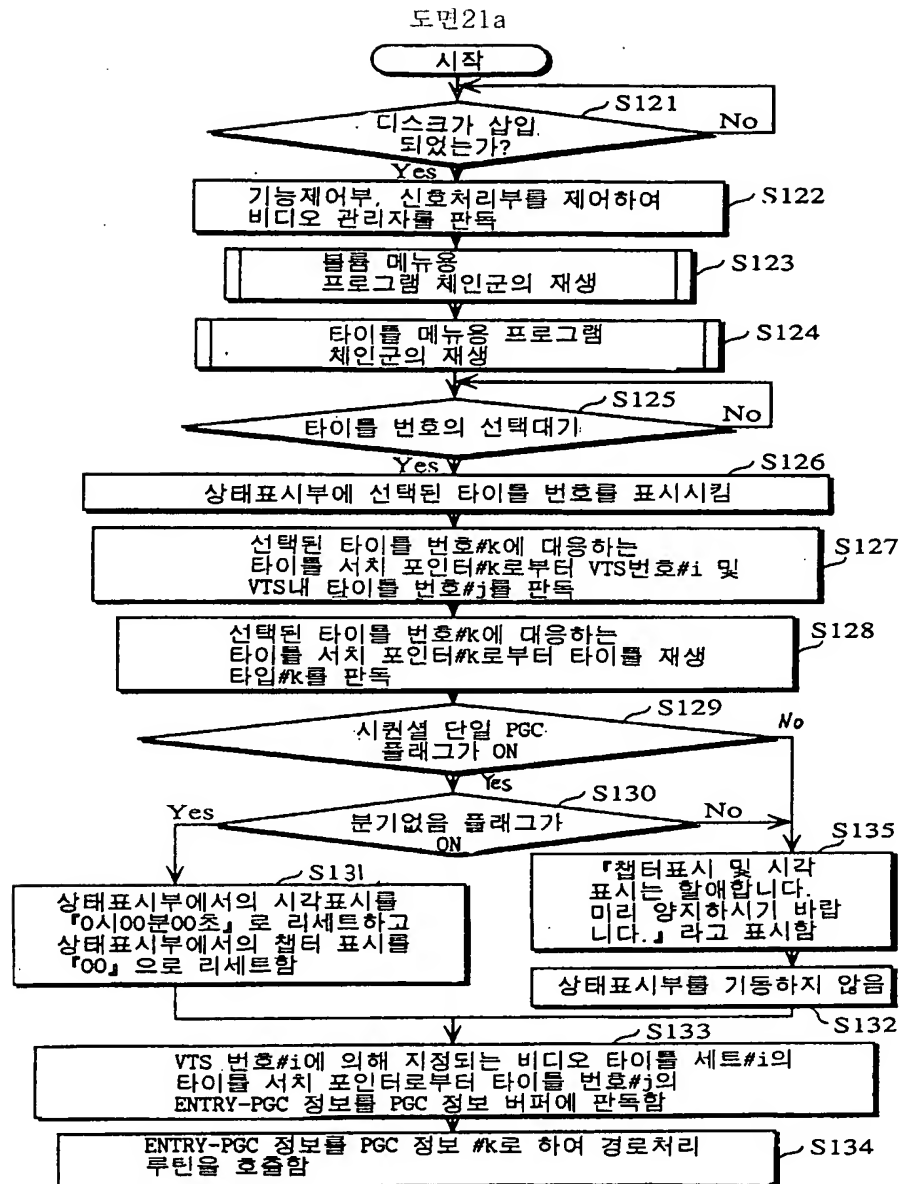 도면21a
시작
S121
디스크가 삽입
되었는가?
No
Yes
S122
기능제어부, 신호처리부를 제어하여
비디오 관리자를 판독
S123
볼륨 메뉴용
프로그램 체인군의 재생
S124
타이틀 메뉴용 프로그램
체인군의 재생
S125
No
타이틀 번호의 선택대기
Yes
S126
상태표시부에 선택된 타이틀 번호를 표시시킴
S127
선택된 타이틀 번호#k에 대응하는
타이틀 서치 포인터#k로부터 VTS번호#i 및
VTS내 타이틀 번호#j를 판독
S128
선택된 타이틀 번호#k에 대응하는
타이틀 서치 포인터#k로부터 타이틀 재생
타입#k를 판독
S129
No
시컨셜 단일 PGC
플래그가 ON
Yes
S130
Yes
분기없음 플래그가
ON
No
S131
상태표시부에서의 시각표시를
『0시00분00초』로 리세트하고
상태표시부에서의 챕터 표시를
『00』으로 리세트함
S135
『챕터표시 및 시각
표시는 할애합니다.
미리 양지하시기 바랍
니다.』라고 표시함
상태표시부를 기동하지 않음
S132
S133
VTS 번호#i에 의해 지정되는 비디오 타이틀 세트#i의
타이틀 서치 포인터로부터 타이틀 번호#j의
ENTRY-PGC 정보를 PGC 정보 버퍼에 판독함
S134
ENTRY-PGC 정보를 PGC 정보 #k로 하여 경로처리
루틴을 호출함